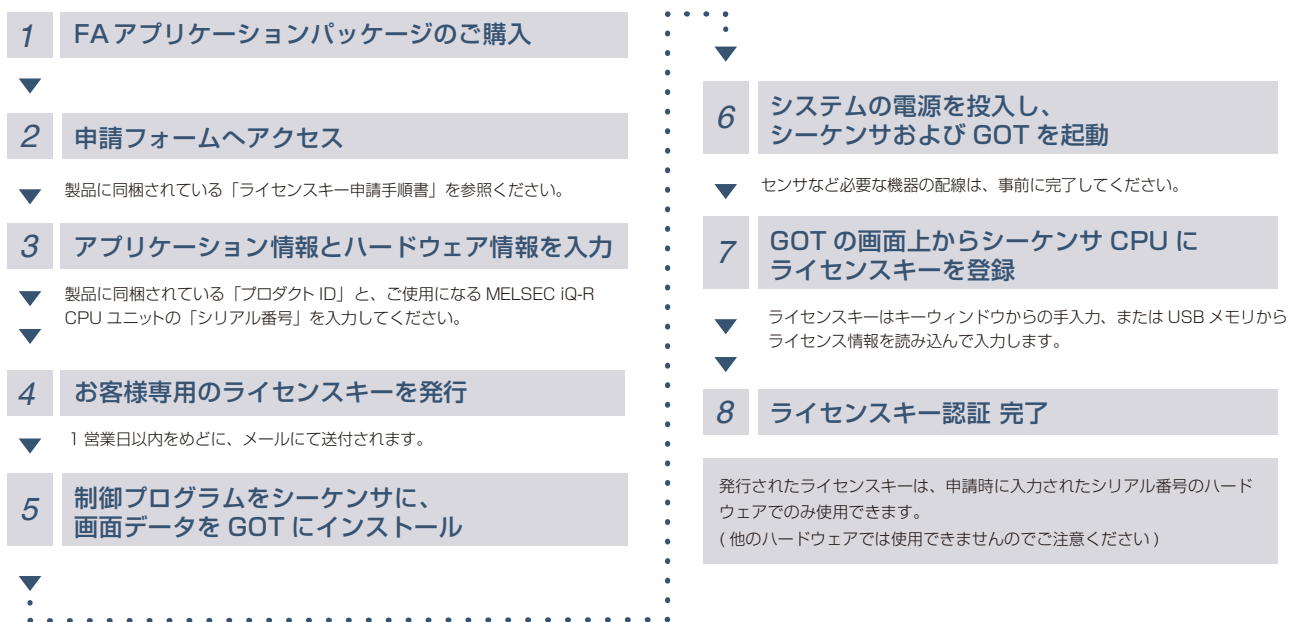 1 FAアプリケーションパッケージのご購入
2 申請フォームへアクセス
製品に同梱されている「ライセンスキー申請手順書」を参照ください。
3 アプリケーション情報とハードウェア情報を入力
製品に同梱されている「プロダクト ID」と、ご使用になる MELSEC iQ-R
CPU ユニットの「シリアル番号」を入力してください。
4 お客様専用のライセンスキーを発行
1 営業日以内をめどに、メールにて送付されます。
5 制御プログラムをシーケンサに、
画面データを GOT にインストール
6 システムの電源を投入し、
シーケンサおよび GOT を起動
センサなど必要な機器の配線は、事前に完了してください。
7 GOT の画面上からシーケンサ CPU に
ライセンスキーを登録
ライセンスキーはキーウィンドウからの手入力、または USB メモリから
ライセンス情報を読み込んで入力します。
8 ライセンスキー認証 完了
発行されたライセンスキーは、申請時に入力されたシリアル番号のハード
ウェアでのみ使用できます。
( 他のハードウェアでは使用できませんのでご注意ください )